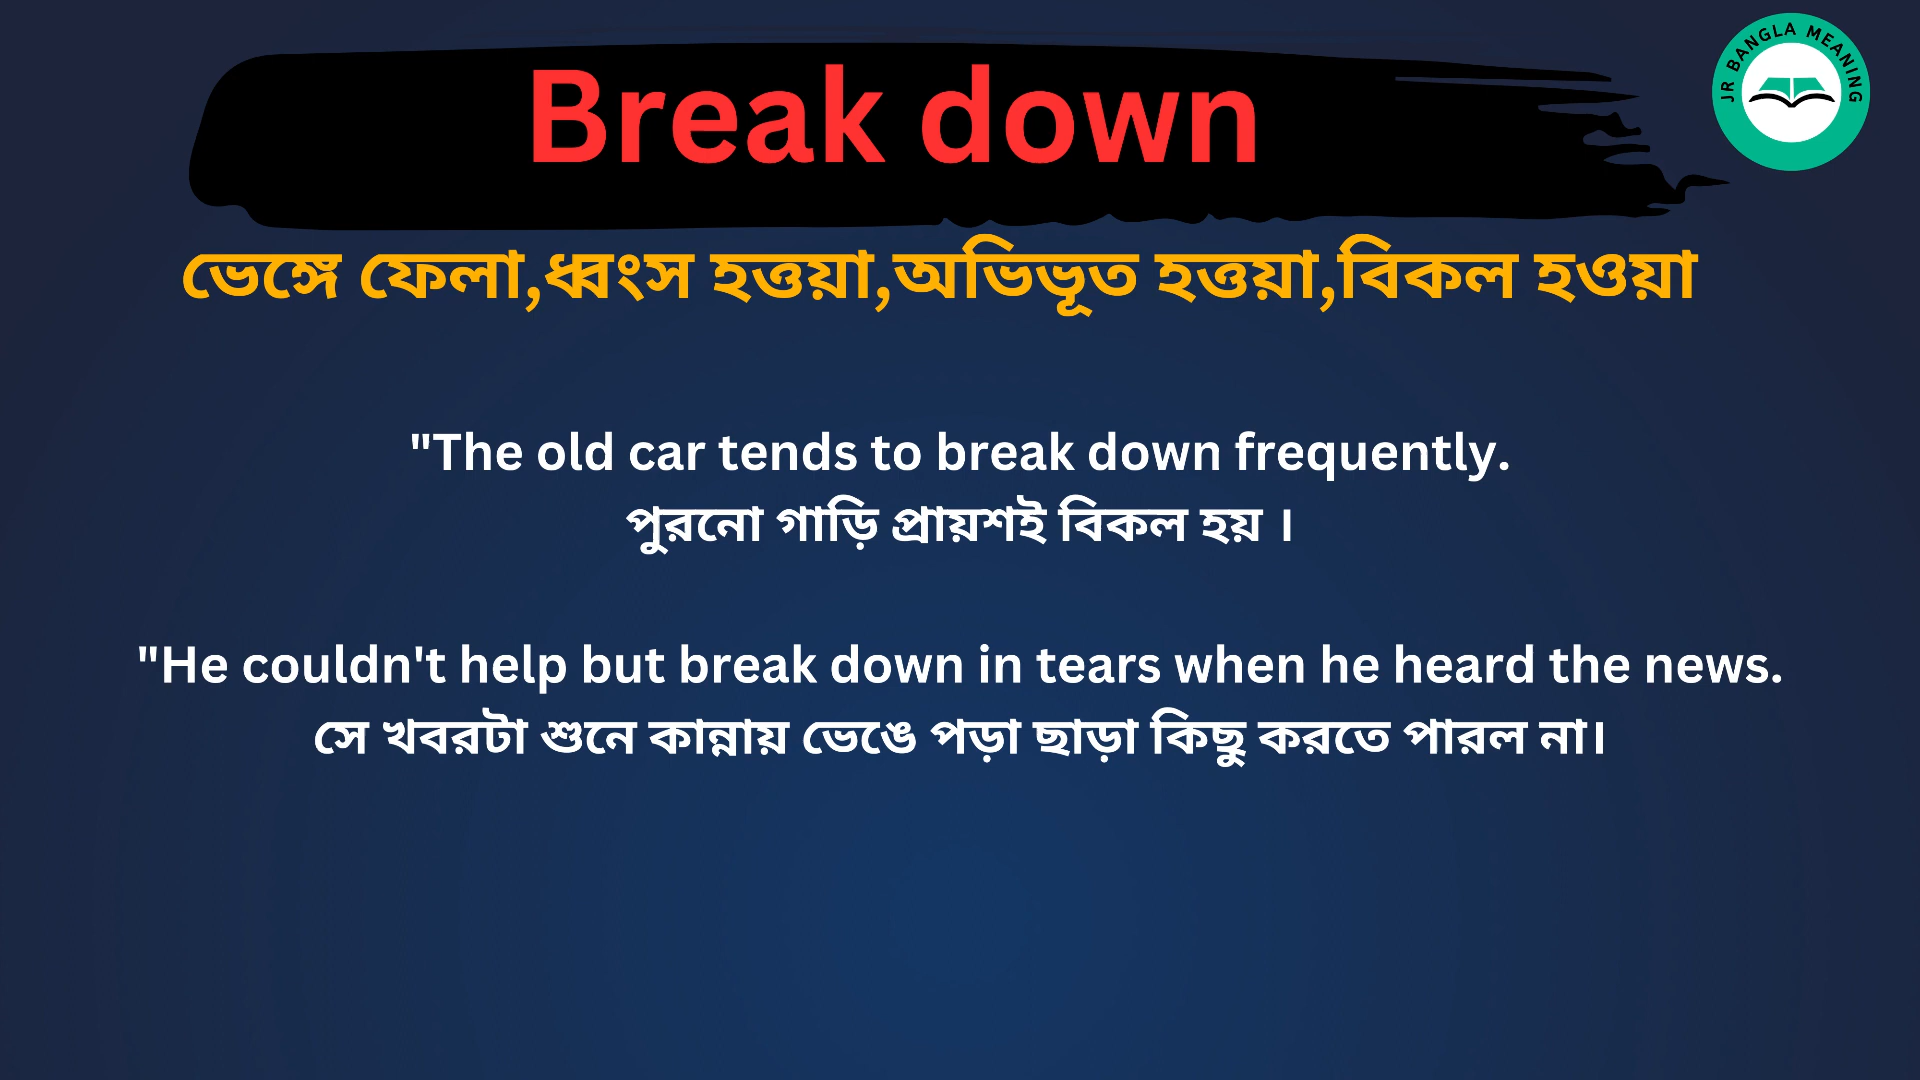 Break down
JR BANGLA MEANING
ভেঙ্গে ফেলা,ধ্বংস হত্তয়া,অভিভূত হত্তয়া,বিকল হওয়া
"The old car tends to break down frequently.
পুরনো গাড়ি প্রায়শই বিকল হয় ।
"He couldn't help but break down in tears when he heard the news.
সে খবরটা শুনে কান্নায় ভেঙে পড়া ছাড়া কিছু করতে পারল না।